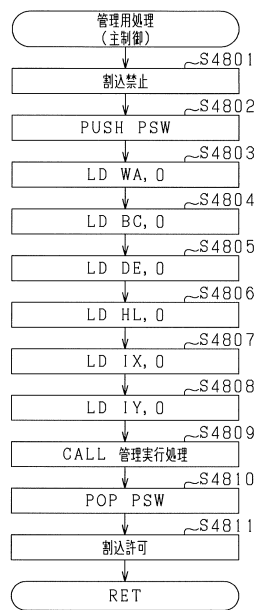 管理用処理
(主制御)
S4801
割込禁止
S4802
PUSH PSW
S4803
LD WA, 0
S4804
LD BC, 0
S4805
LD DE, 0
S4806
LD HL, 0
S4807
LD IX, 0
S4808
LD IY, 0
S4809
CALL 管理実行処理
S4810
POP PSW
S4811
割込許可
RET